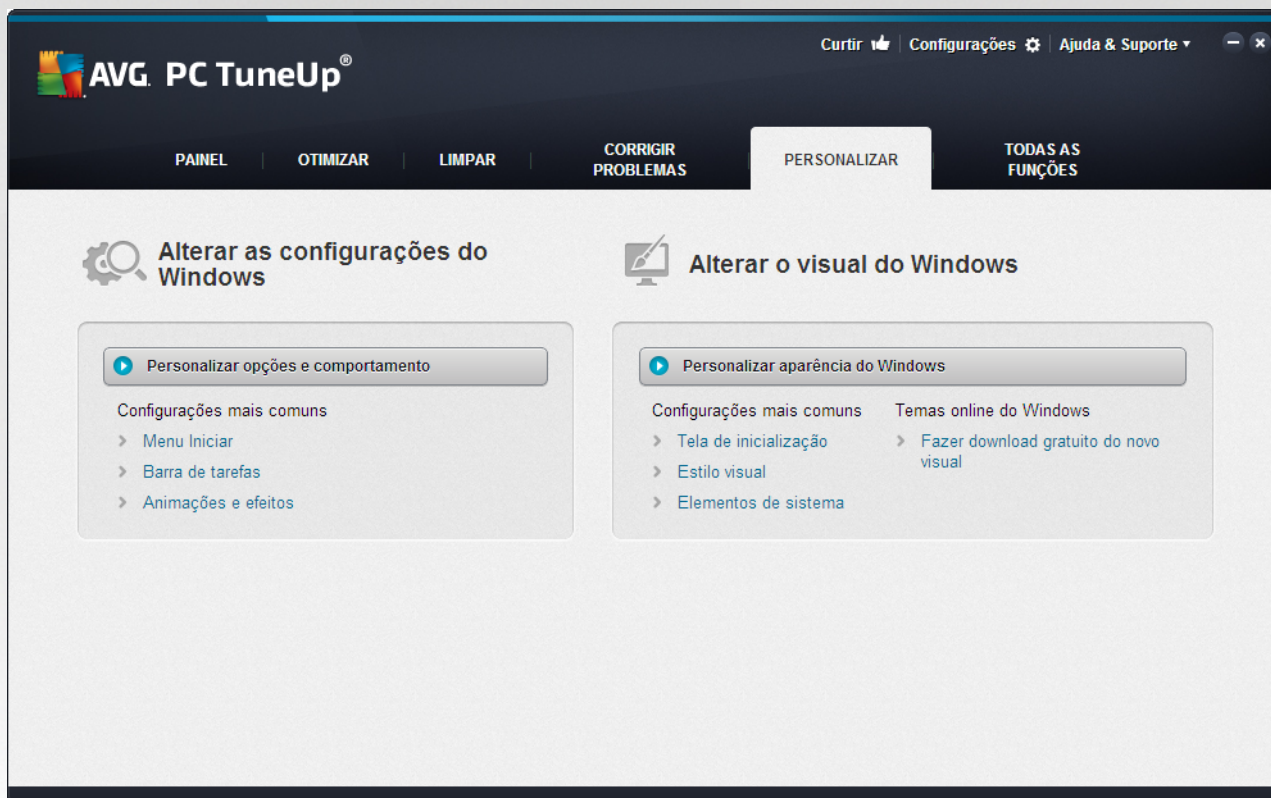 Curtir
Configurações
Ajuda & Suporte
AVG. PC TuneUp®
PAINEL
OTIMIZAR
LIMPAR
CORRIGIR
PROBLEMAS
PERSONALIZAR
TODAS AS
FUNÇÕES
Alterar as configurações do
Windows
Personalizar opções e comportamento
Configurações mais comuns
Menu Iniciar
Barra de tarefas
Animações e efeitos
Alterar o visual do Windows
Personalizar aparência do Windows
Configurações mais comuns
Tela de inicialização
Estilo visual
Elementos de sistema
Temas online do Windows
Fazer download gratuito do novo
visual